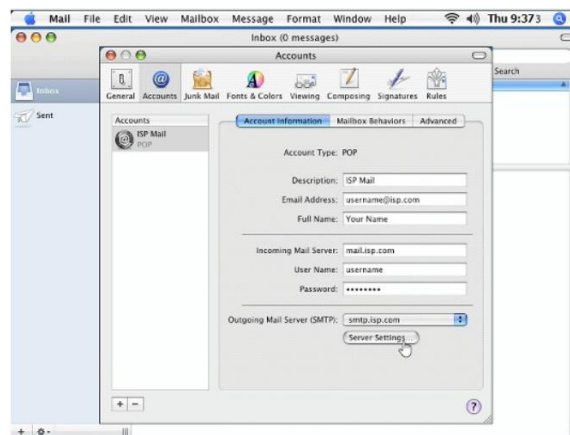 Mail File Edit View Mailbox Message Format Window Help Thu 9:373
Inbox (0 messages)
Accounts
Search
General Accounts Junk Mail Fonts & Colors Viewing Composing Signatures Rules
Inbox
Sent
Accounts
ISP Mail
POP
Account Information Mailbox Behaviors Advanced
Account Type: POP
Description: ISP Mail
Email Address: username@isp.com
Full Name: Your Name
Incoming Mail Server: mail.isp.com
User Name: username
Password: ••••••••
Outgoing Mail Server (SMTP): smtp.isp.com
Server Settings...